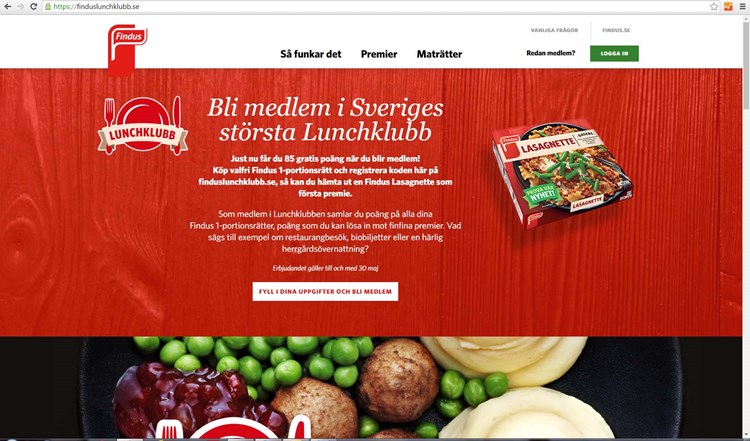 https://finduslunchklubb.se
Findus
VANLIGA FRÅGOR
FINDUS.SE
Så funkar det
Premier
Maträtter
Redan medlem?
LOGGA IN
LUNCHKLUBB
Bli medlem i Sveriges
största Lunchklubb
Just nu får du 85 gratis poäng när du blir medlem!
Köp valfri Findus 1-portionsrätt och registrera koden här på
finduslunchklubb.se, så kan du hämta ut en Findus Lasagnette som
första premie.
Som medlem i Lunchklubben samlar du poäng på alla dina
Findus 1-portionsrätter, poäng som du kan lösa in mot finfina premier. Vad
sägs till exempel om restaurangbesök, biobiljetter eller en härlig
herrgårdsövernattning?
Erbjudandet gäller till och med 30 maj
FYLL I DINA UPPGIFTER OCH BLI MEDLEM
Findus
LASAGNETTE
PROVA VÅR
NYHET!
LASAGNETTE